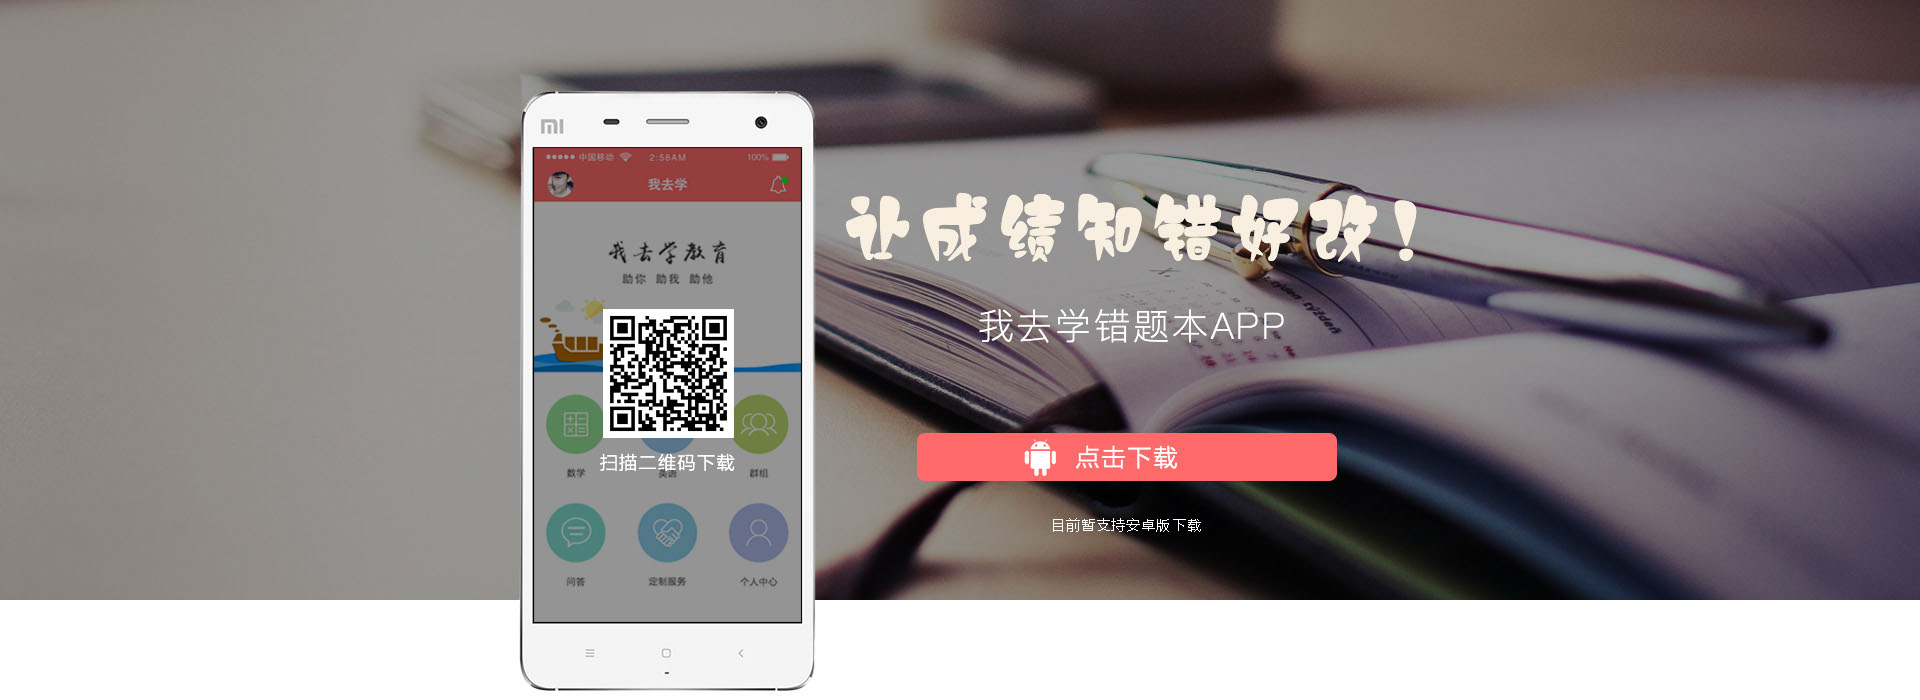 中国移动
2:58AM
100%
我去学
我去学教育
助你 助我 助他
扫描二维码下载
数学
英语
群组
问答
定制服务
个人中心
让成绩知错好改!
我去学错题本APP
点击下载
目前暂支持安卓版下载